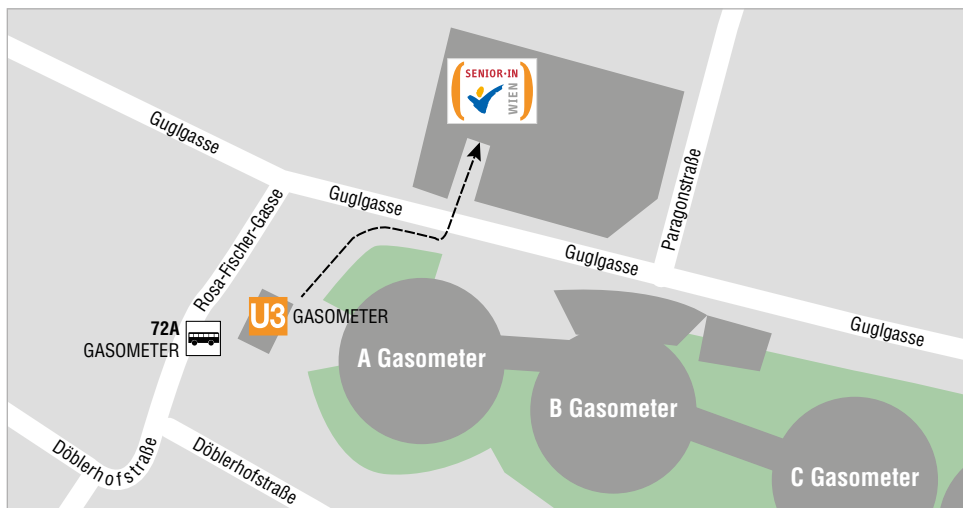 SENIOR·IN
WIEN
Guglgasse
Guglgasse
Guglgasse
Guglgasse
Paragonstraße
Rosa-Fischer-Gasse
U3 GASOMETER
72A
GASOMETER
A Gasometer
B Gasometer
C Gasometer
Döblerhofstraße
Döblerhofstraße